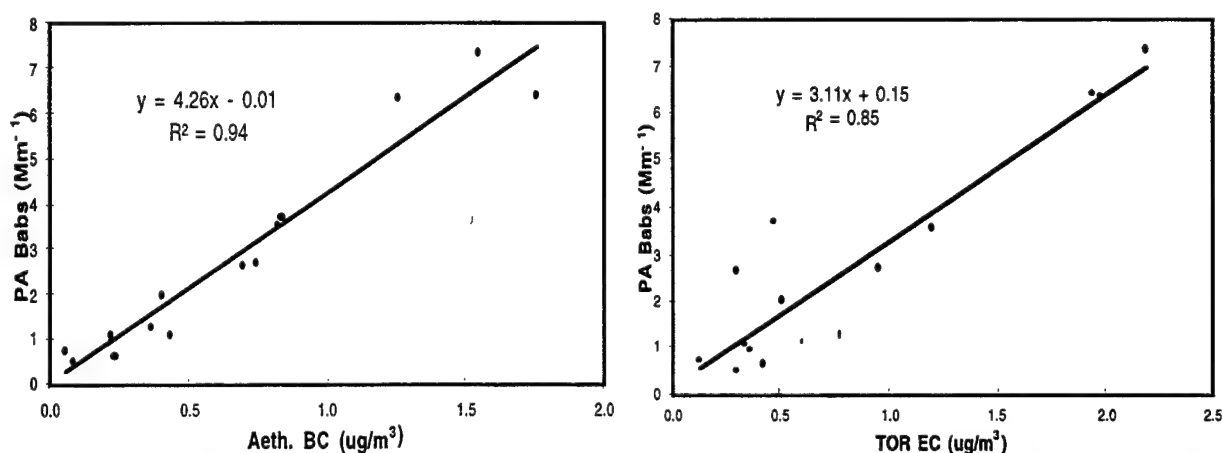 8
7
6
5
4
3
2
1
0
PA Babs (Mm⁻¹)
y = 4.26x - 0.01
R² = 0.94
0.0 0.5 1.0 1.5 2.0
Aeth. BC (ug/m³)
8
7
6
5
4
3
2
1
0
PA Babs (Mm⁻¹)
y = 3.11x + 0.15
R² = 0.85
0.0 0.5 1.0 1.5 2.0 2.5
TOR EC (ug/m³)